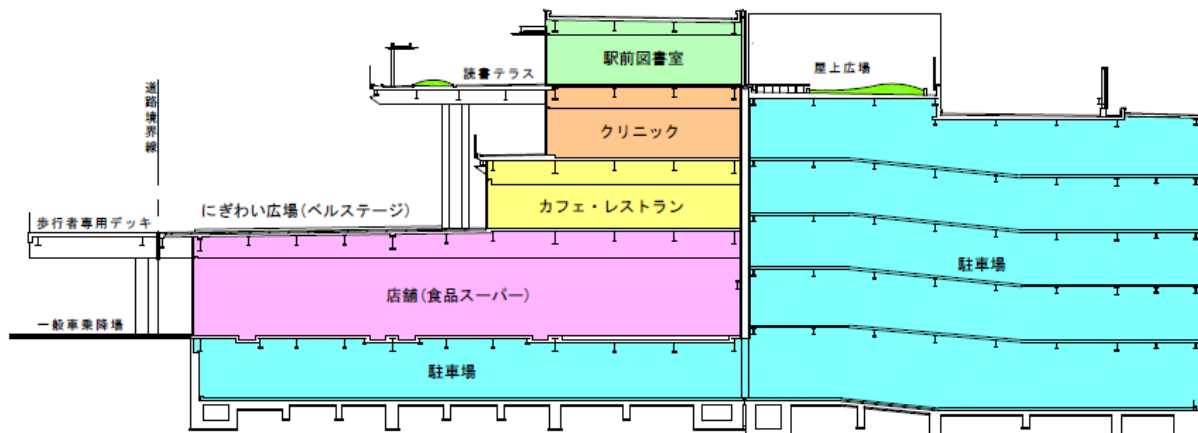 駅前図書室
屋上広場
読書テラス
道路境界線
クリニック
カフェ・レストラン
にぎわい広場(ベルステージ)
歩行者専用デッキ
駐車場
店舗(食品スーパー)
一般車乗降場
駐車場